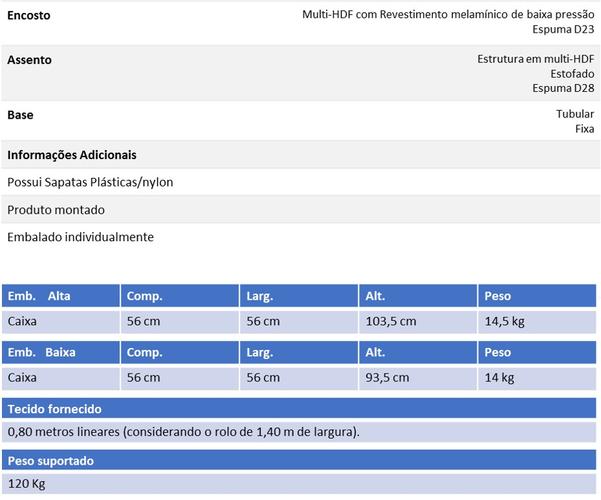 Encosto Multi-HDF com Revestimento melamínico de baixa pressão
Espuma D23
Assento Estrutura em multi-HDF
Estofado
Espuma D28
Base Tubular
Fixa
Informações Adicionais
Possui Sapatas Plásticas/nylon
Produto montado
Embalado individualmente
Emb. Alta Comp. Larg. Alt. Peso
Caixa 56 cm 56 cm 103,5 cm 14,5 kg
Emb. Baixa Comp. Larg. Alt. Peso
Caixa 56 cm 56 cm 93,5 cm 14 kg
Tecido fornecido
0,80 metros lineares (considerando o rolo de 1,40 m de largura).
Peso suportado
120 Kg